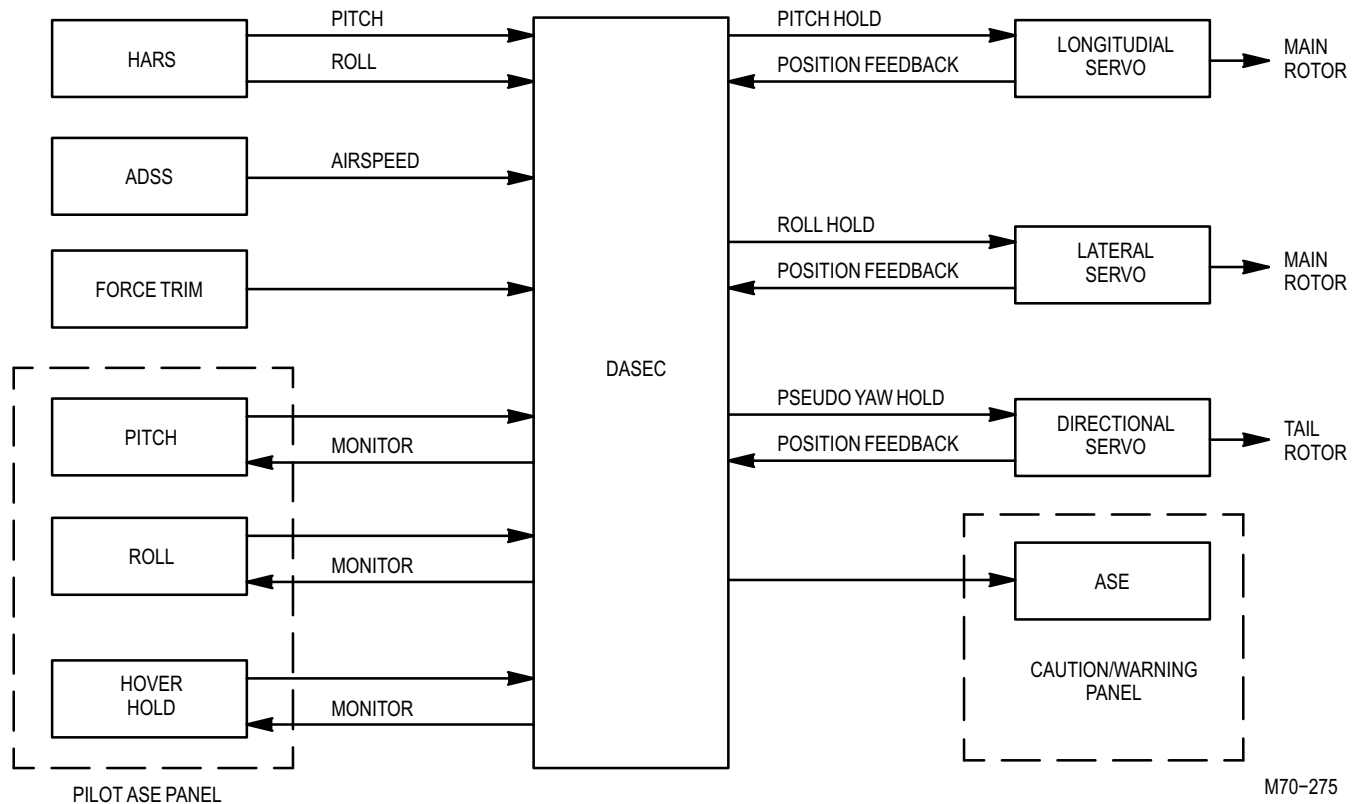 HARS
PITCH
ROLL
ADSS
AIRSPEED
FORCE TRIM
PITCH
MONITOR
ROLL
MONITOR
HOVER
HOLD
MONITOR
PILOT ASE PANEL
DASEC
PITCH HOLD
POSITION FEEDBACK
LONGITUDIAL
SERVO
MAIN
ROTOR
ROLL HOLD
POSITION FEEDBACK
LATERAL
SERVO
MAIN
ROTOR
PSEUDO YAW HOLD
POSITION FEEDBACK
DIRECTIONAL
SERVO
TAIL
ROTOR
ASE
CAUTION/WARNING
PANEL
M70-275